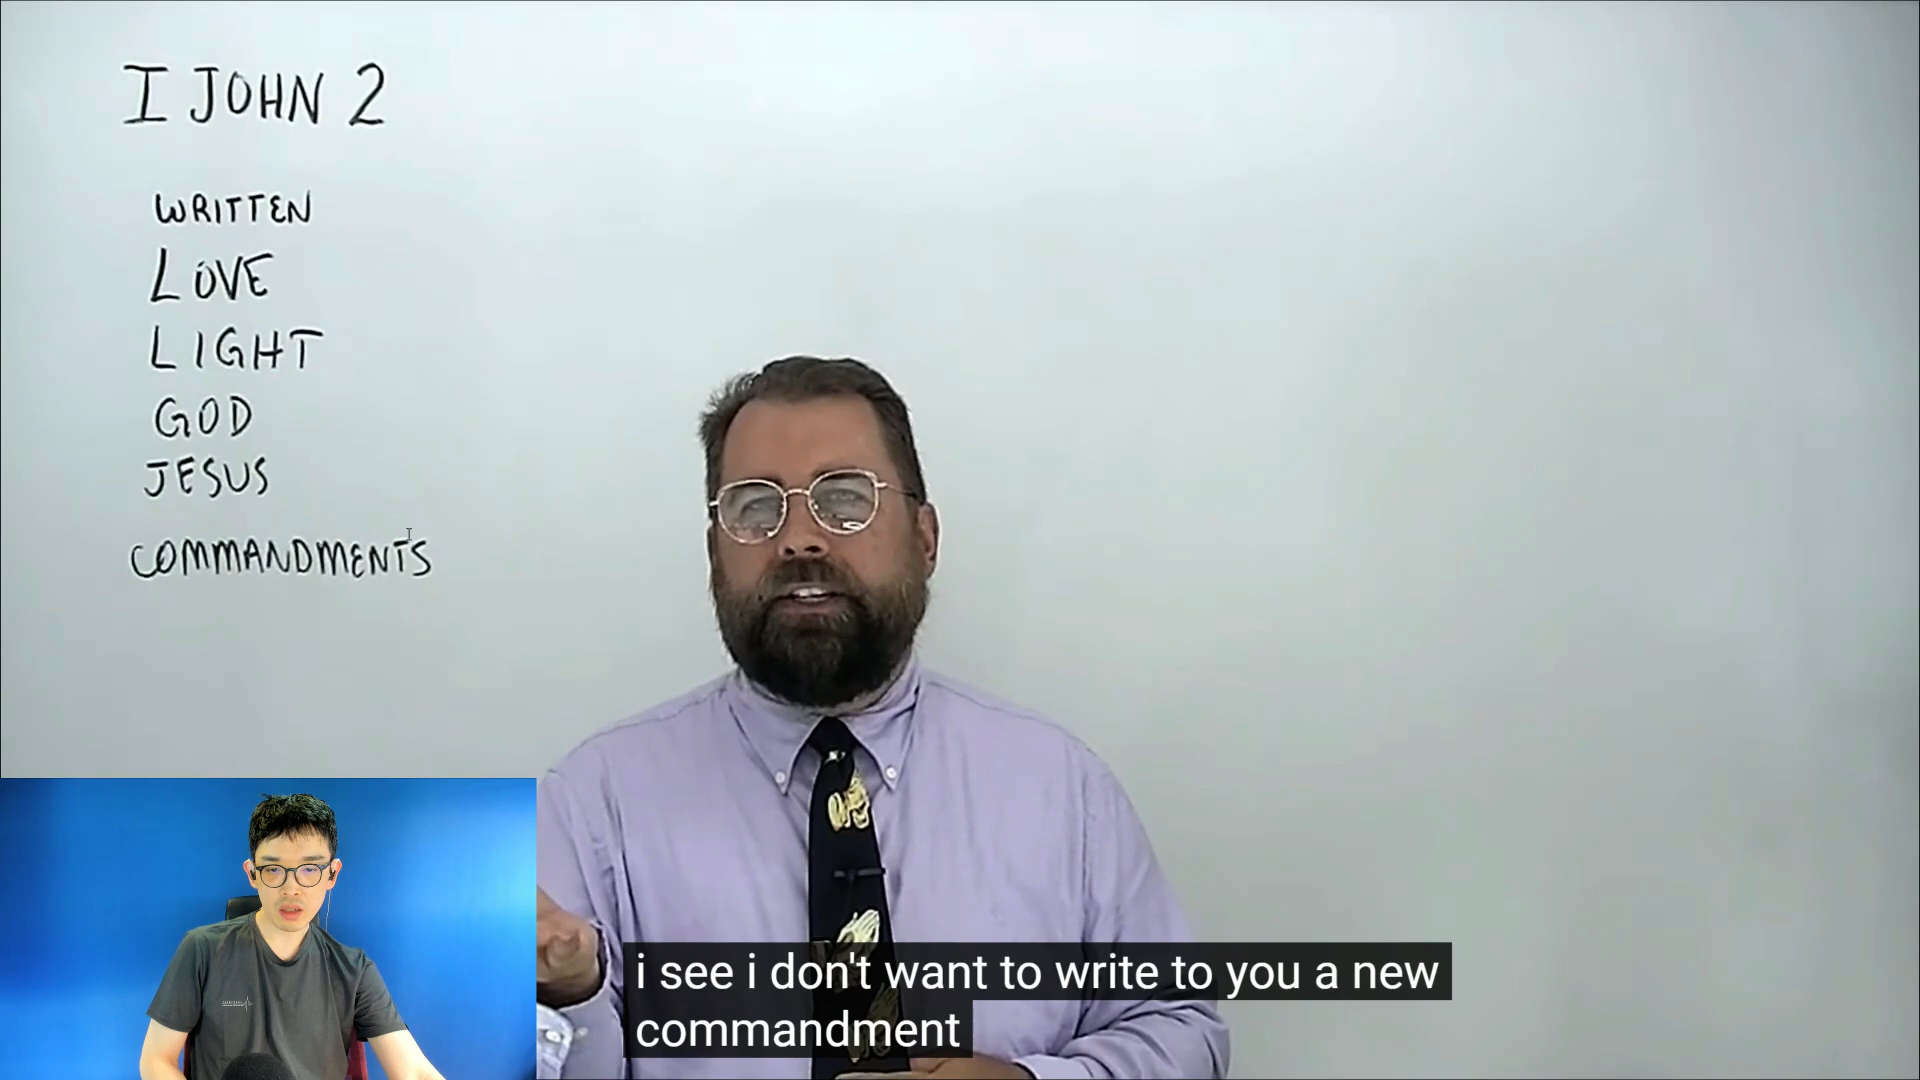 I JOHN 2
WRITTEN
LOVE
LIGHT
GOD
JESUS
COMMANDMENTS
i see i don't want to write to you a new
commandment